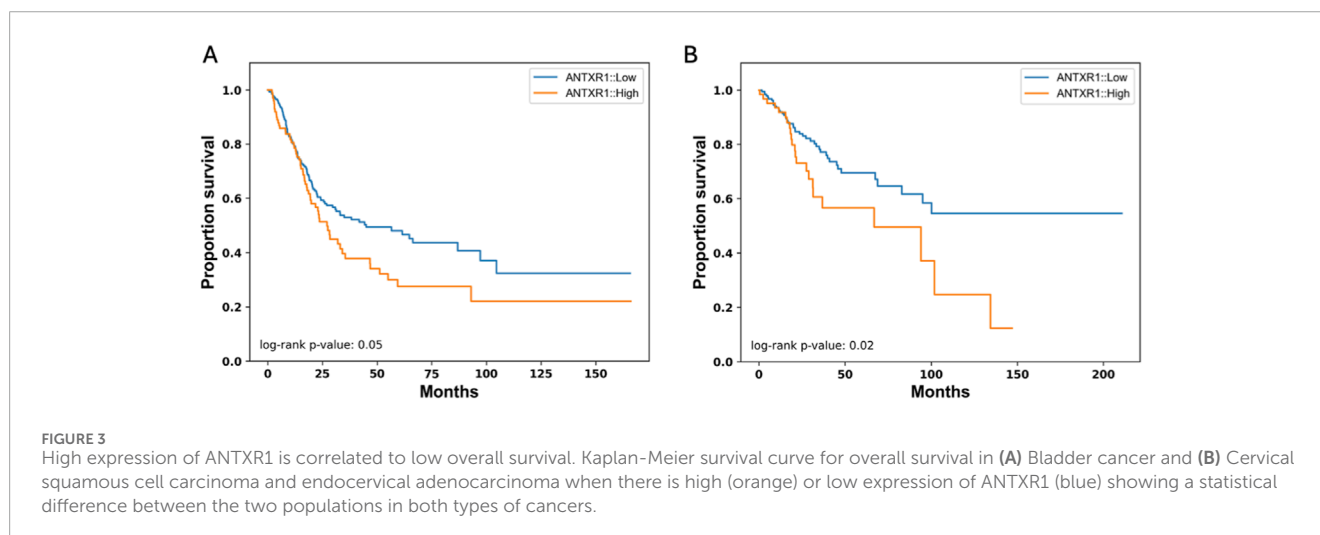 A
B
ANTXR1::Low
ANTXR1::High
ANTXR1::Low
ANTXR1::High
Proportion survival
1.0
0.8
0.6
0.4
0.2
0.0
log-rank p-value: 0.05
0 25 50 75 100 125 150
Months
Proportion survival
1.0
0.8
0.6
0.4
0.2
0.0
log-rank p-value: 0.02
0 50 100 150 200
Months
FIGURE 3
High expression of ANTXR1 is correlated to low overall survival. Kaplan-Meier survival curve for overall survival in (A) Bladder cancer and (B) Cervical
squamous cell carcinoma and endocervical adenocarcinoma when there is high (orange) or low expression of ANTXR1 (blue) showing a statistical
difference between the two populations in both types of cancers.